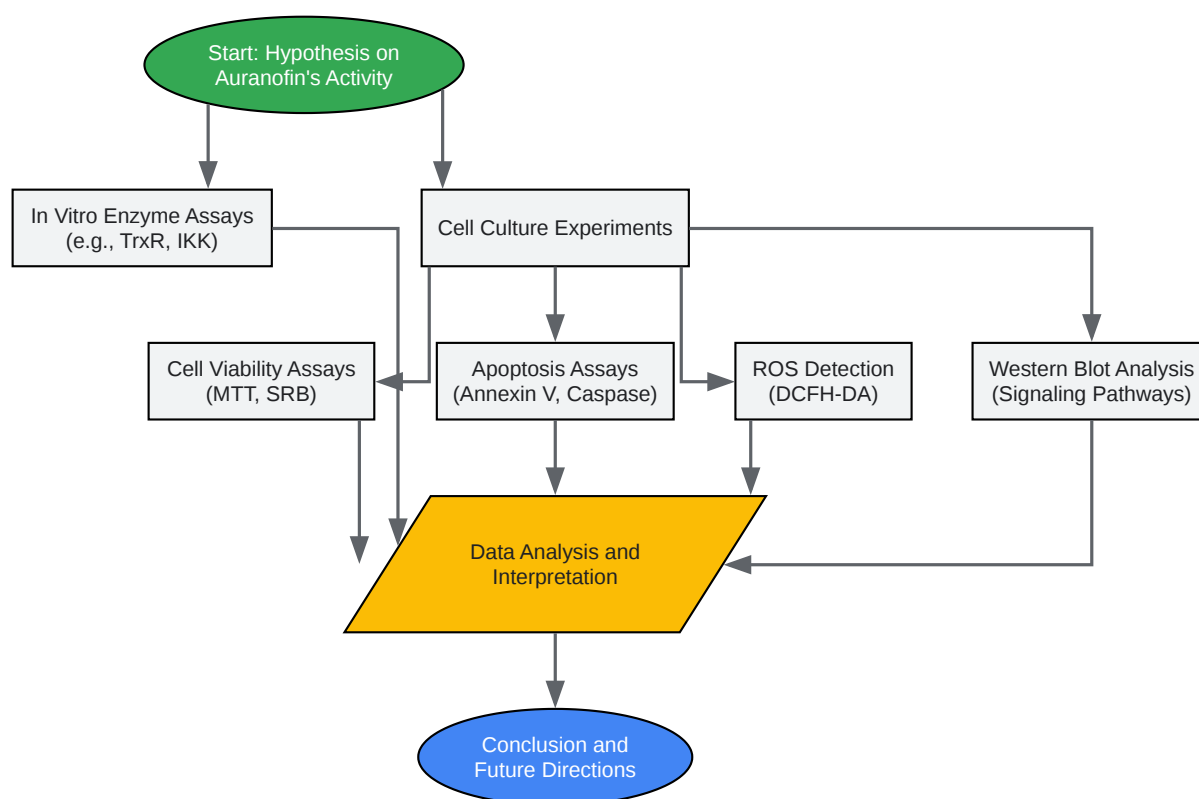 Start: Hypothesis on
Auranofin's Activity
In Vitro Enzyme Assays
(e.g., TrxR, IKK)
Cell Culture Experiments
Cell Viability Assays
(MTT, SRB)
Apoptosis Assays
(Annexin V, Caspase)
ROS Detection
(DCFH-DA)
Western Blot Analysis
(Signaling Pathways)
Data Analysis and
Interpretation
Conclusion and
Future Directions